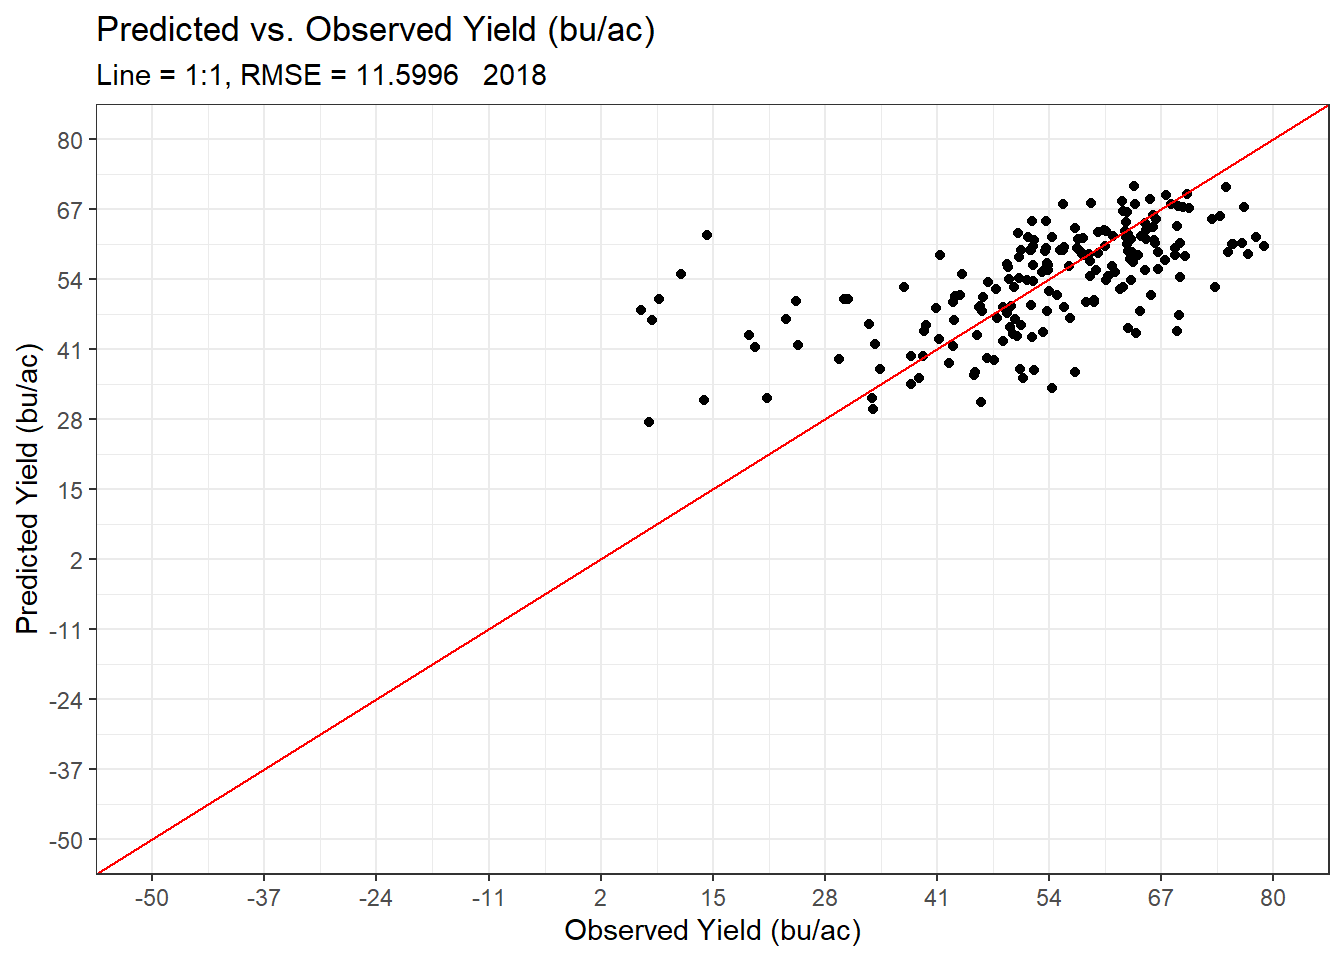 Predicted vs. Observed Yield (bu/ac)
Line = 1:1, RMSE = 11.5996   2018
Predicted Yield (bu/ac)
80
67
54
41
28
15
2
-11
-24
-37
-50
-50 -37 -24 -11 2 15 28 41 54 67 80
Observed Yield (bu/ac)